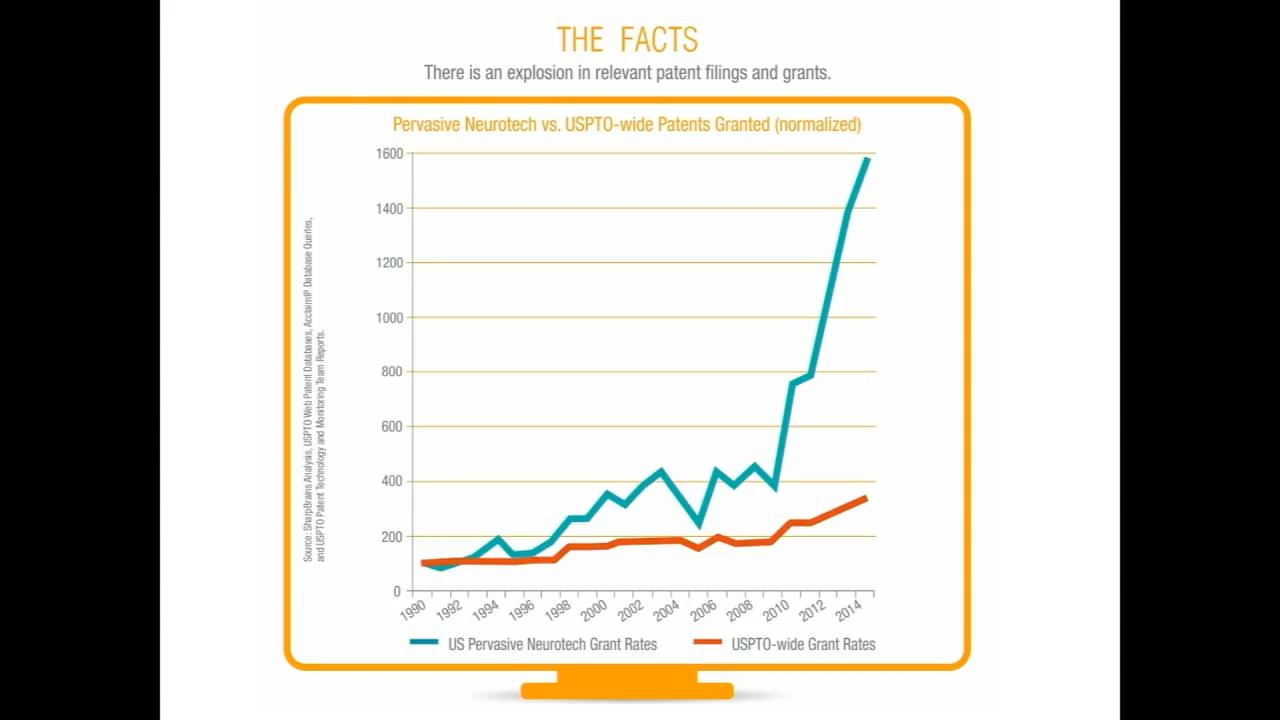 THE FACTS
There is an explosion in relevant patent filings and grants.
Pervasive Neurotech vs. USPTO-wide Patents Granted (normalized)
1600
1400
1200
1000
800
600
400
200
0
1990 1992 1994 1996 1998 2000 2002 2004 2006 2008 2010 2012 2014
US Pervasive Neurotech Grant Rates USPTO-wide Grant Rates
Source: SharpBrains Analysis, USPTO Web Patent Databases, AcclaimIP Database Queries,
and USPTO Patent Technology and Monitoring Team Reports.